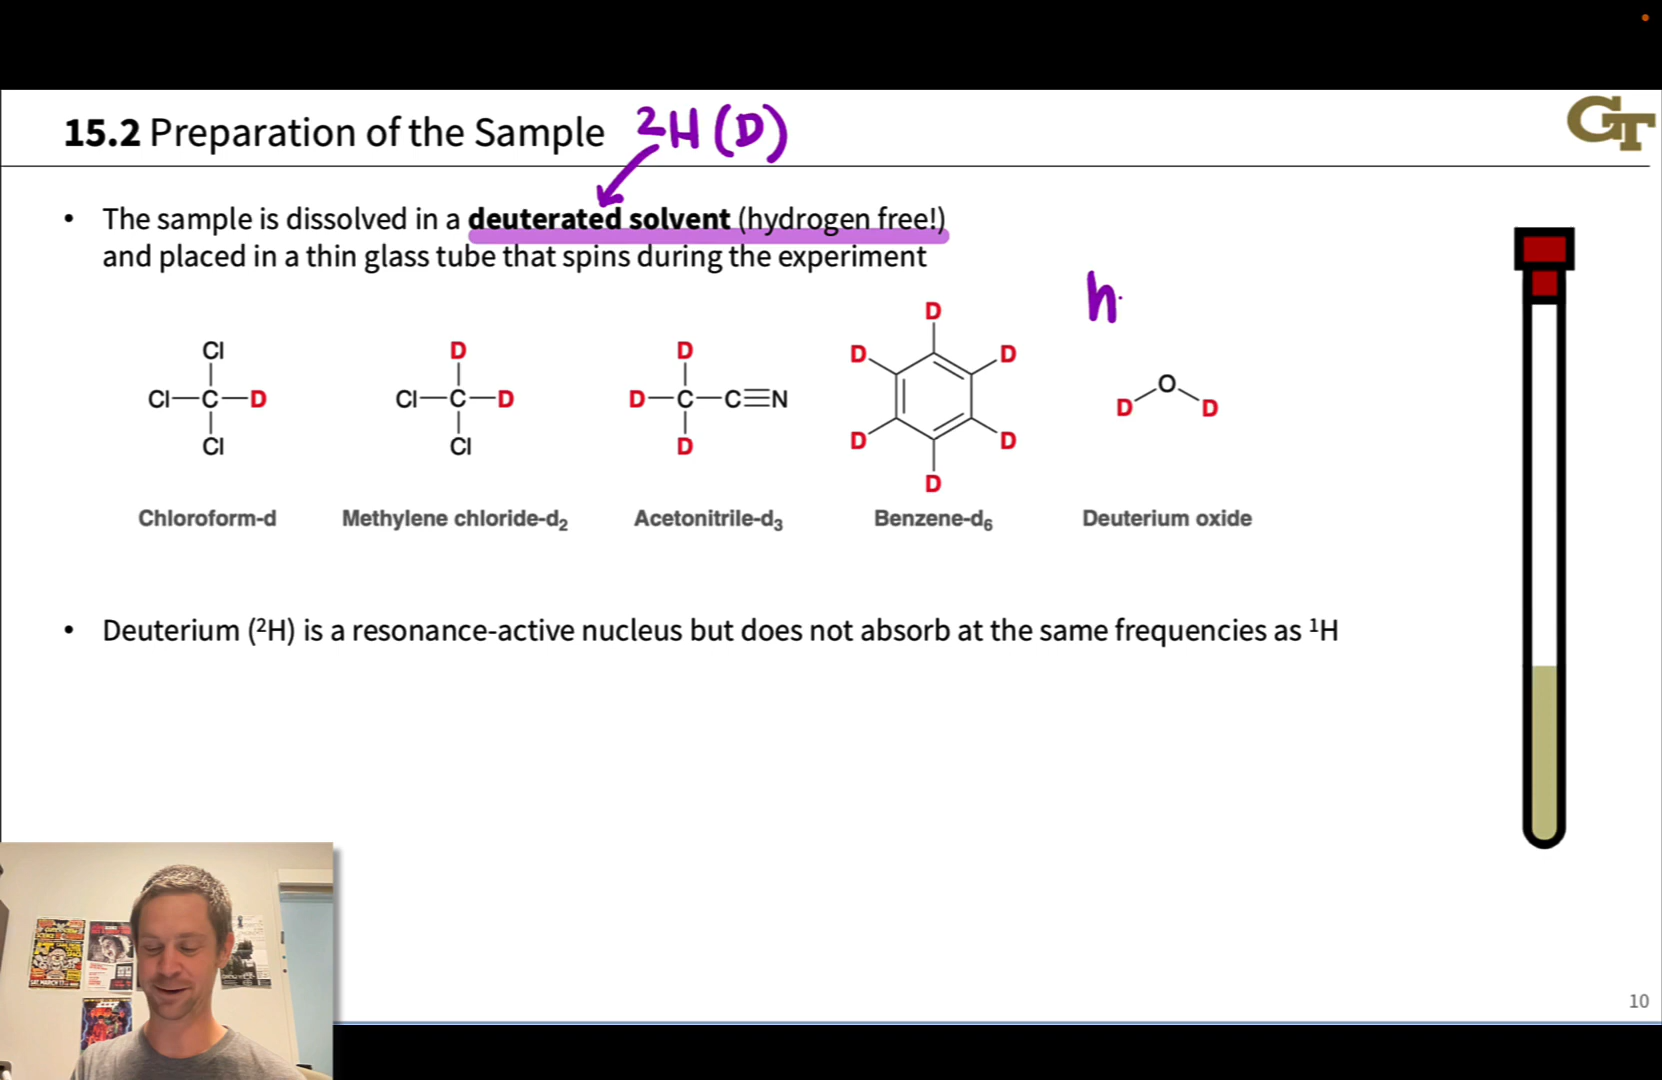 15.2 Preparation of the Sample
²H (D)
GT
• The sample is dissolved in a deuterated solvent (hydrogen free!)
and placed in a thin glass tube that spins during the experiment
h
Cl
Cl C D
Cl
D
Cl C D
Cl
D
D C C N
D
D
D D
D D
D
O
D D
Chloroform-d
Methylene chloride-d₂
Acetonitrile-d₃
Benzene-d₆
Deuterium oxide
• Deuterium (²H) is a resonance-active nucleus but does not absorb at the same frequencies as ¹H
10